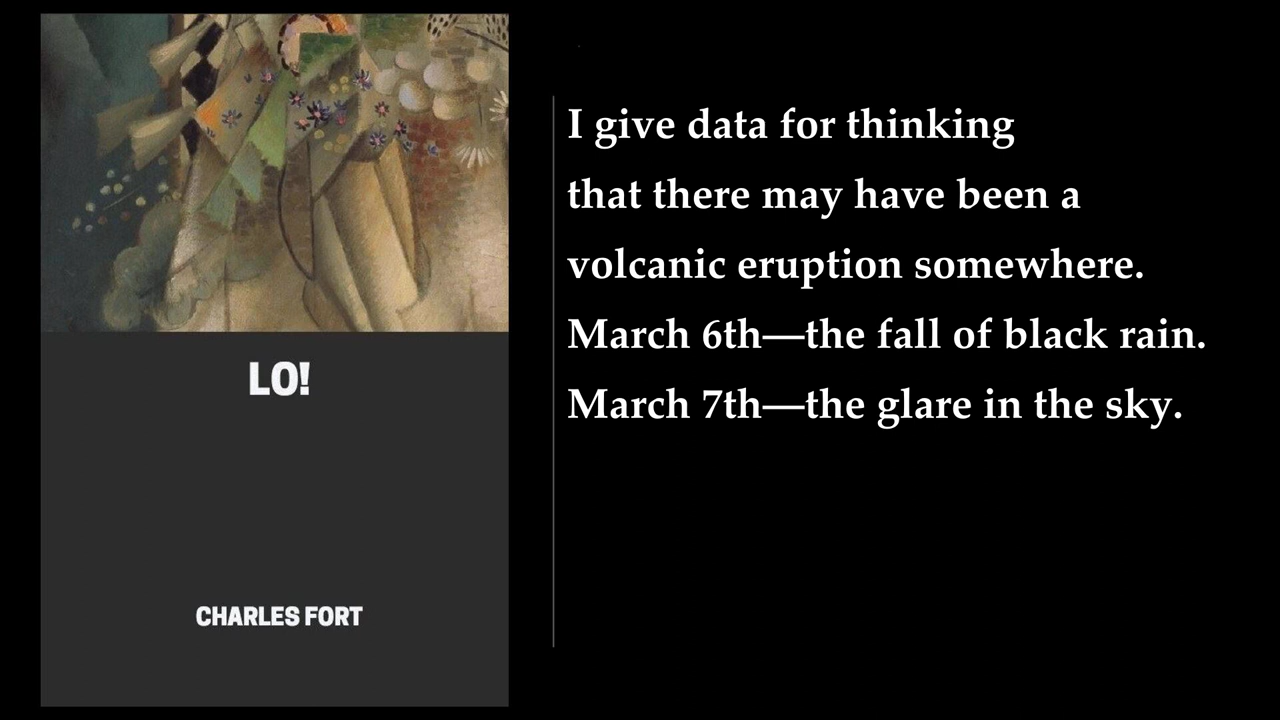 LO!
CHARLES FORT
I give data for thinking
that there may have been a
volcanic eruption somewhere.
March 6th—the fall of black rain.
March 7th—the glare in the sky.